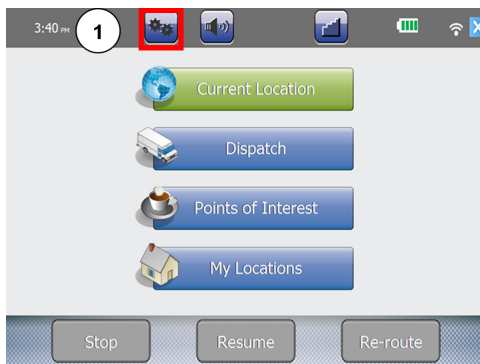 3:40 PM
1
Current Location
Dispatch
Points of Interest
My Locations
Stop Resume Re-route